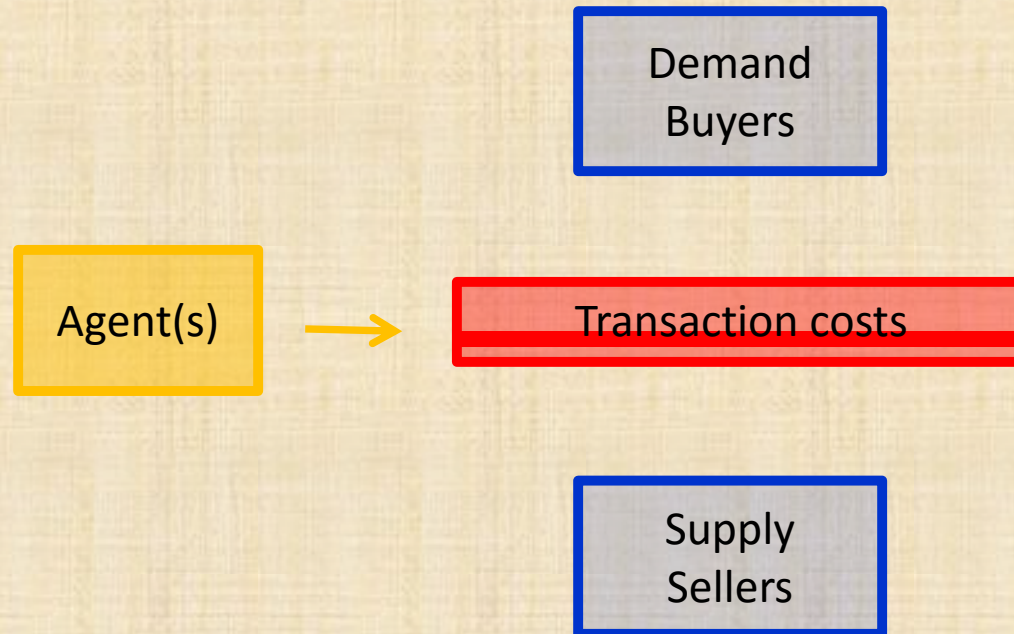 Demand
Buyers
Agent(s)
Transaction costs
Supply
Sellers